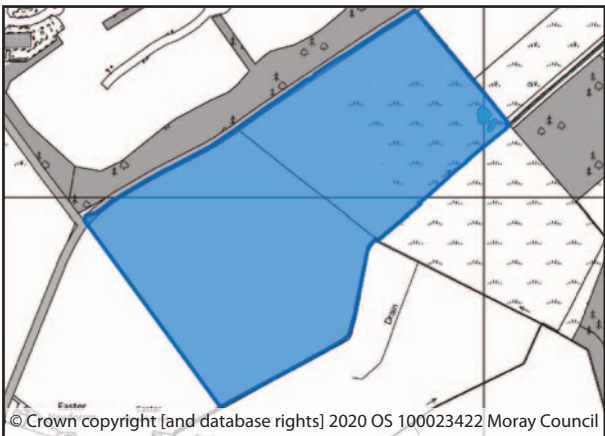 Drain
Easter
© Crown copyright [and database rights] 2020 OS 100023422 Moray Council